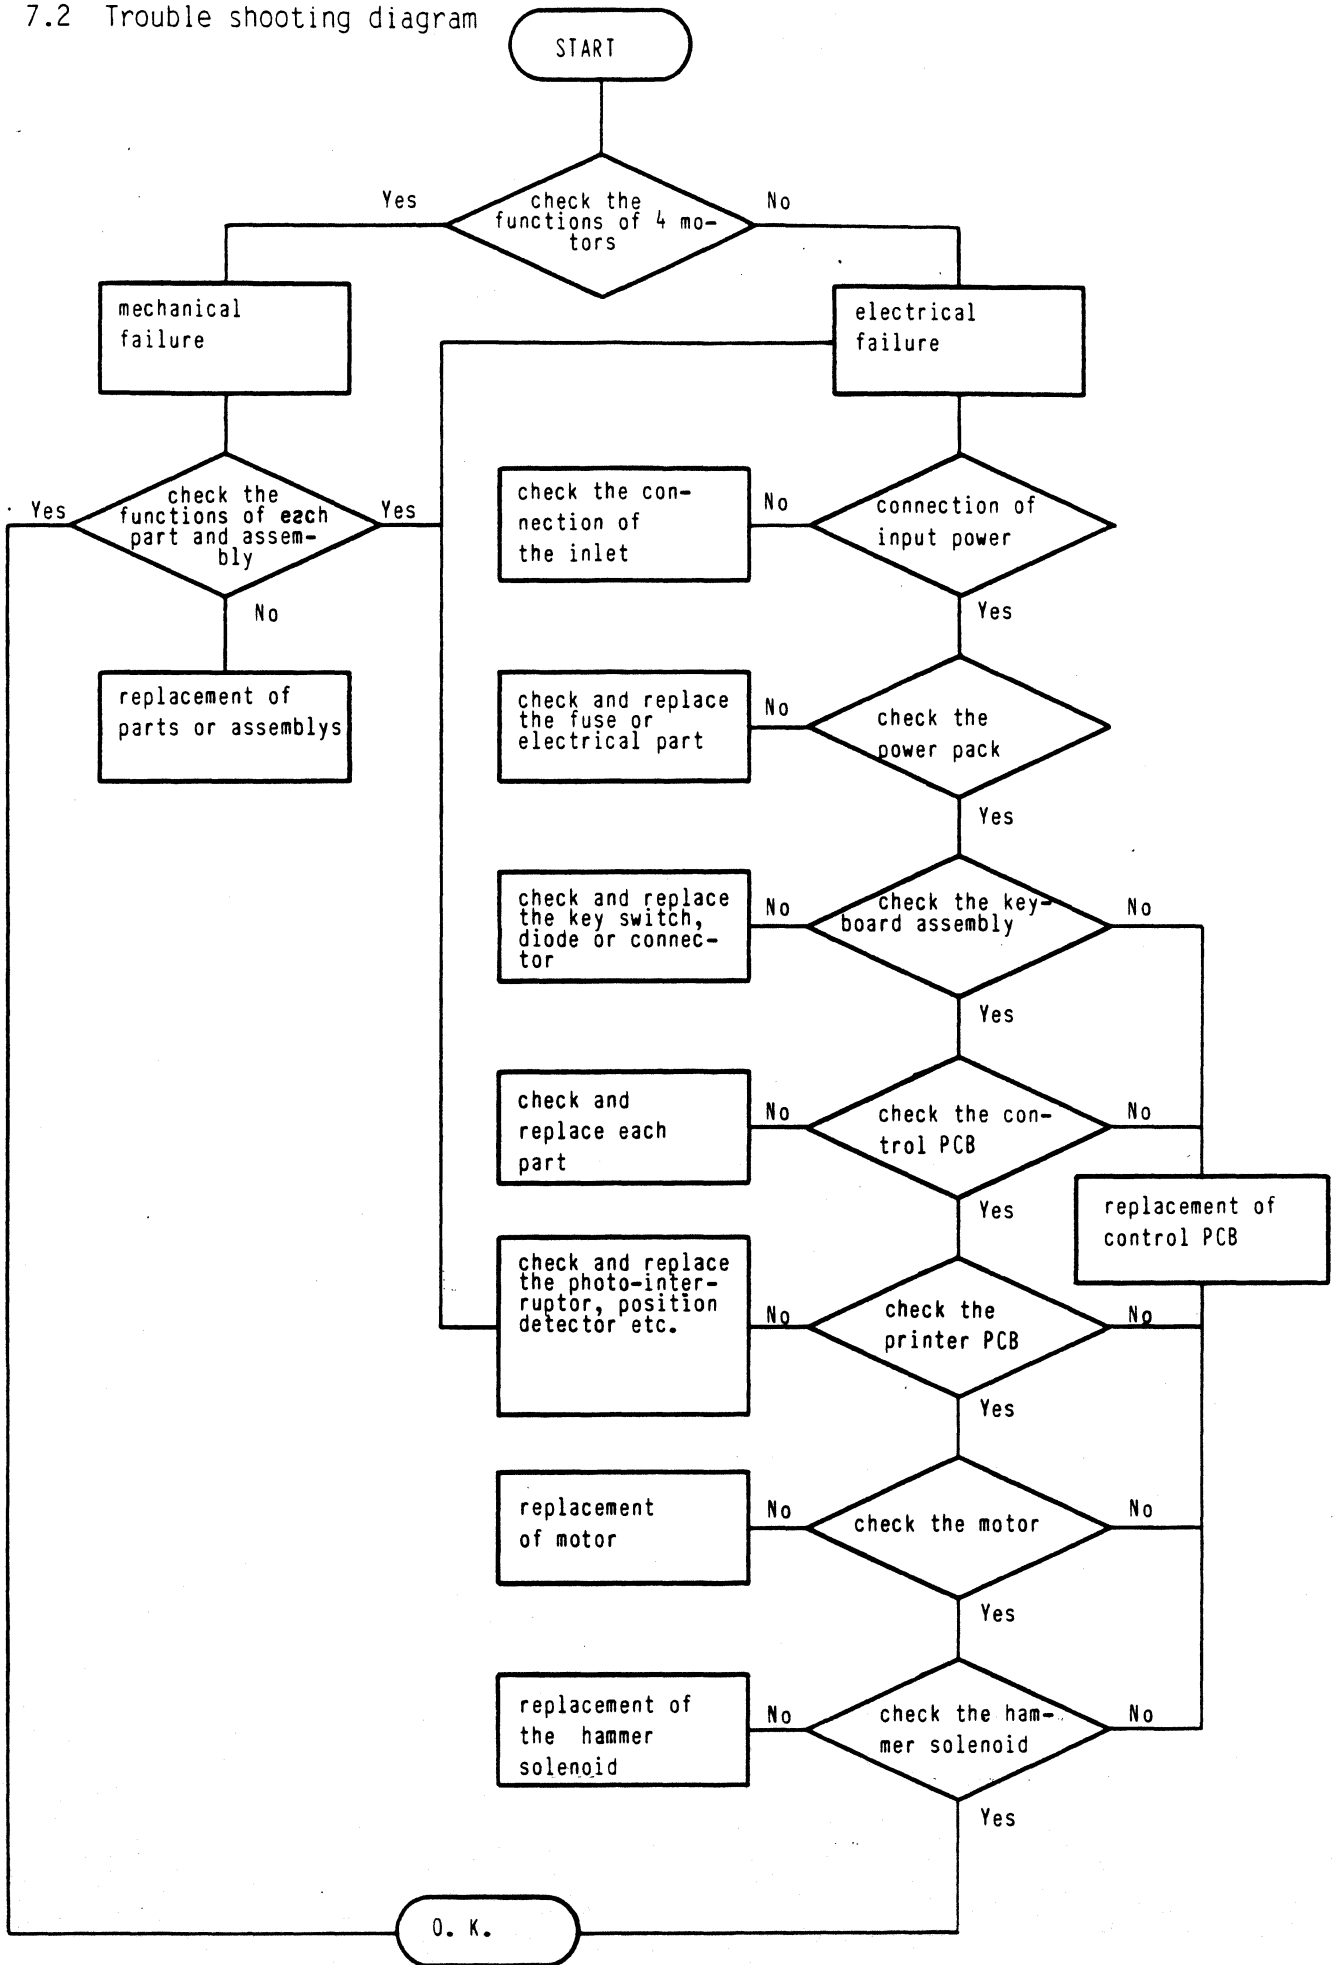 7.2 Trouble shooting diagram
START
Yes
check the
functions of 4 mo-
tors
No
mechanical
failure
electrical
failure
Yes
check the
functions of each
part and assem-
bly
Yes
No
replacement of
parts or assemblys
check the con-
nection of
the inlet
No
connection of
input power
Yes
check and replace
the fuse or
electrical part
No
check the
power pack
Yes
check and replace
the key switch,
diode or connec-
tor
No
check the key-
board assembly
No
Yes
check and
replace each
part
No
check the con-
trol PCB
No
Yes
replacement of
control PCB
check and replace
the photo-inter-
ruptor, position
detector etc.
No
check the
printer PCB
No
Yes
replacement
of motor
No
check the motor
No
Yes
replacement of
the hammer
solenoid
No
check the ham-
mer solenoid
No
Yes
O. K.